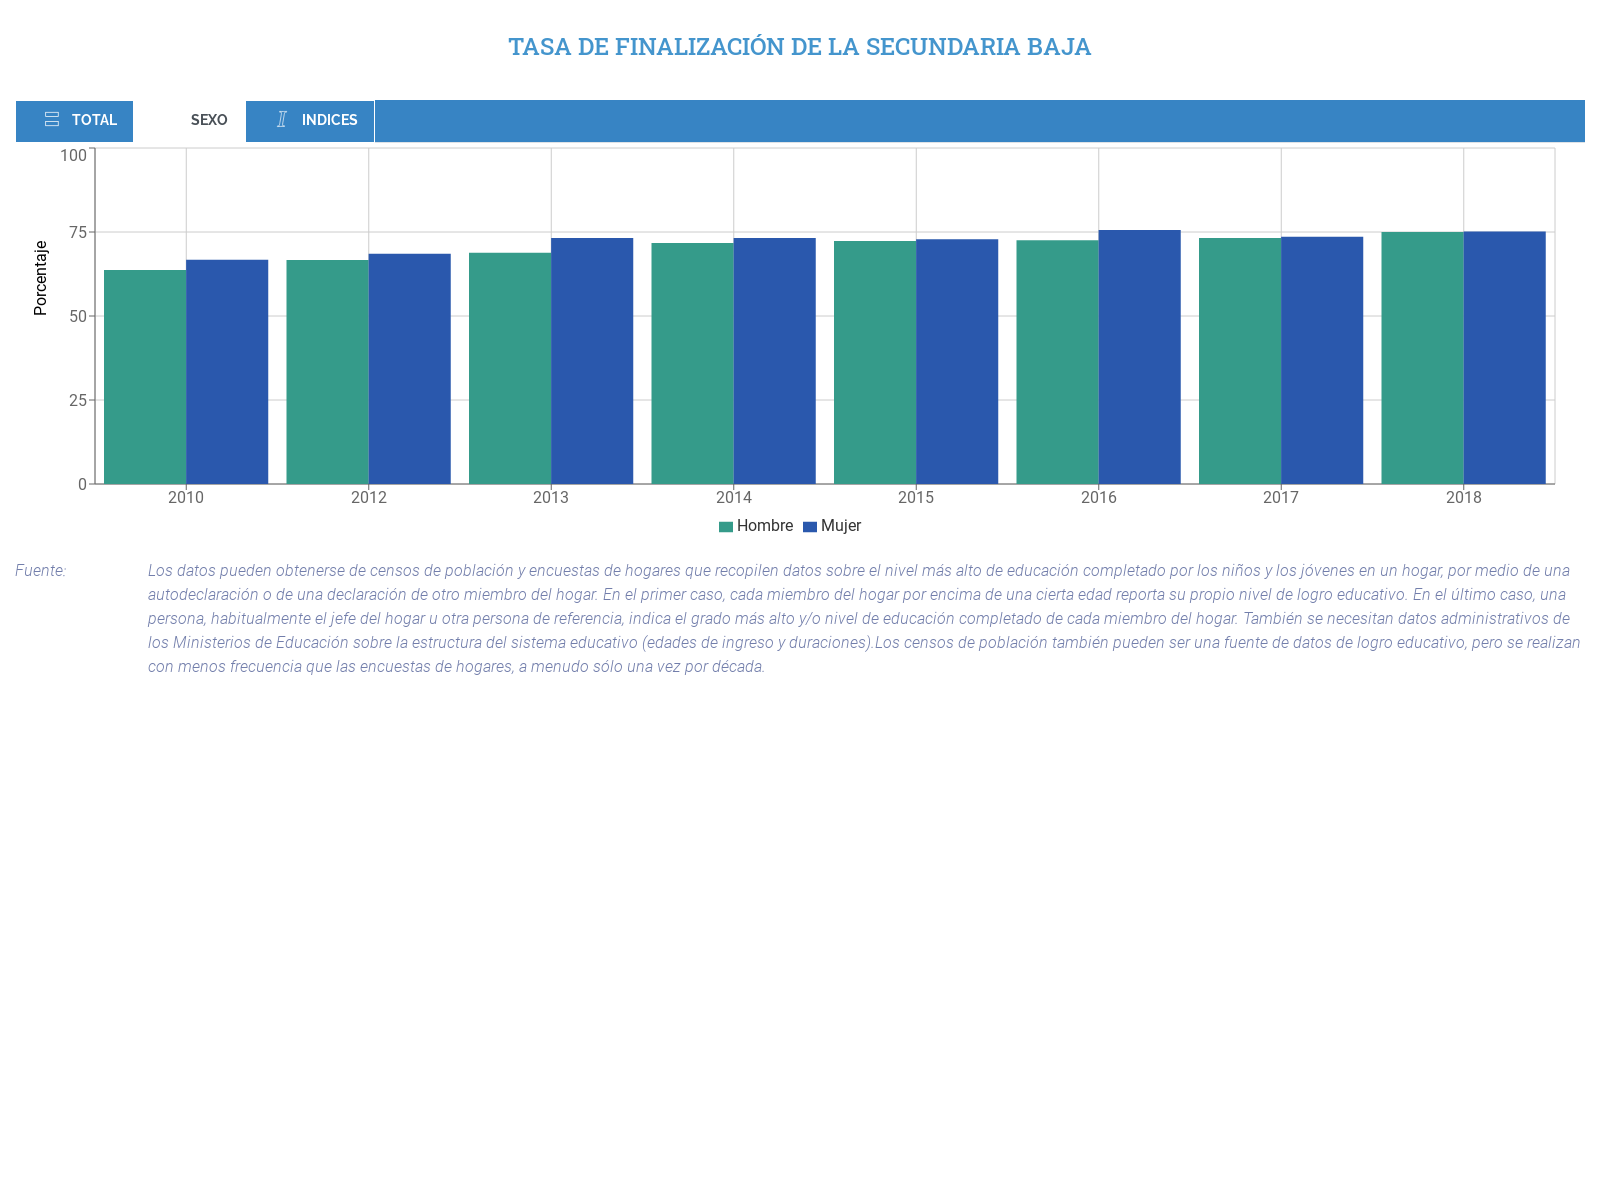 TASA DE FINALIZACIÓN DE LA SECUNDARIA BAJA
TOTAL SEXO INDICES
100
75
50
25
0
Porcentaje
2010 2012 2013 2014 2015 2016 2017 2018
Hombre Mujer
Fuente: Los datos pueden obtenerse de censos de población y encuestas de hogares que recopilen datos sobre el nivel más alto de educación completado por los niños y los jóvenes en un hogar, por medio de una
autodeclaración o de una declaración de otro miembro del hogar. En el primer caso, cada miembro del hogar por encima de una cierta edad reporta su propio nivel de logro educativo. En el último caso, una
persona, habitualmente el jefe del hogar u otra persona de referencia, indica el grado más alto y/o nivel de educación completado de cada miembro del hogar. También se necesitan datos administrativos de
los Ministerios de Educación sobre la estructura del sistema educativo (edades de ingreso y duraciones).Los censos de población también pueden ser una fuente de datos de logro educativo, pero se realizan
con menos frecuencia que las encuestas de hogares, a menudo sólo una vez por década.